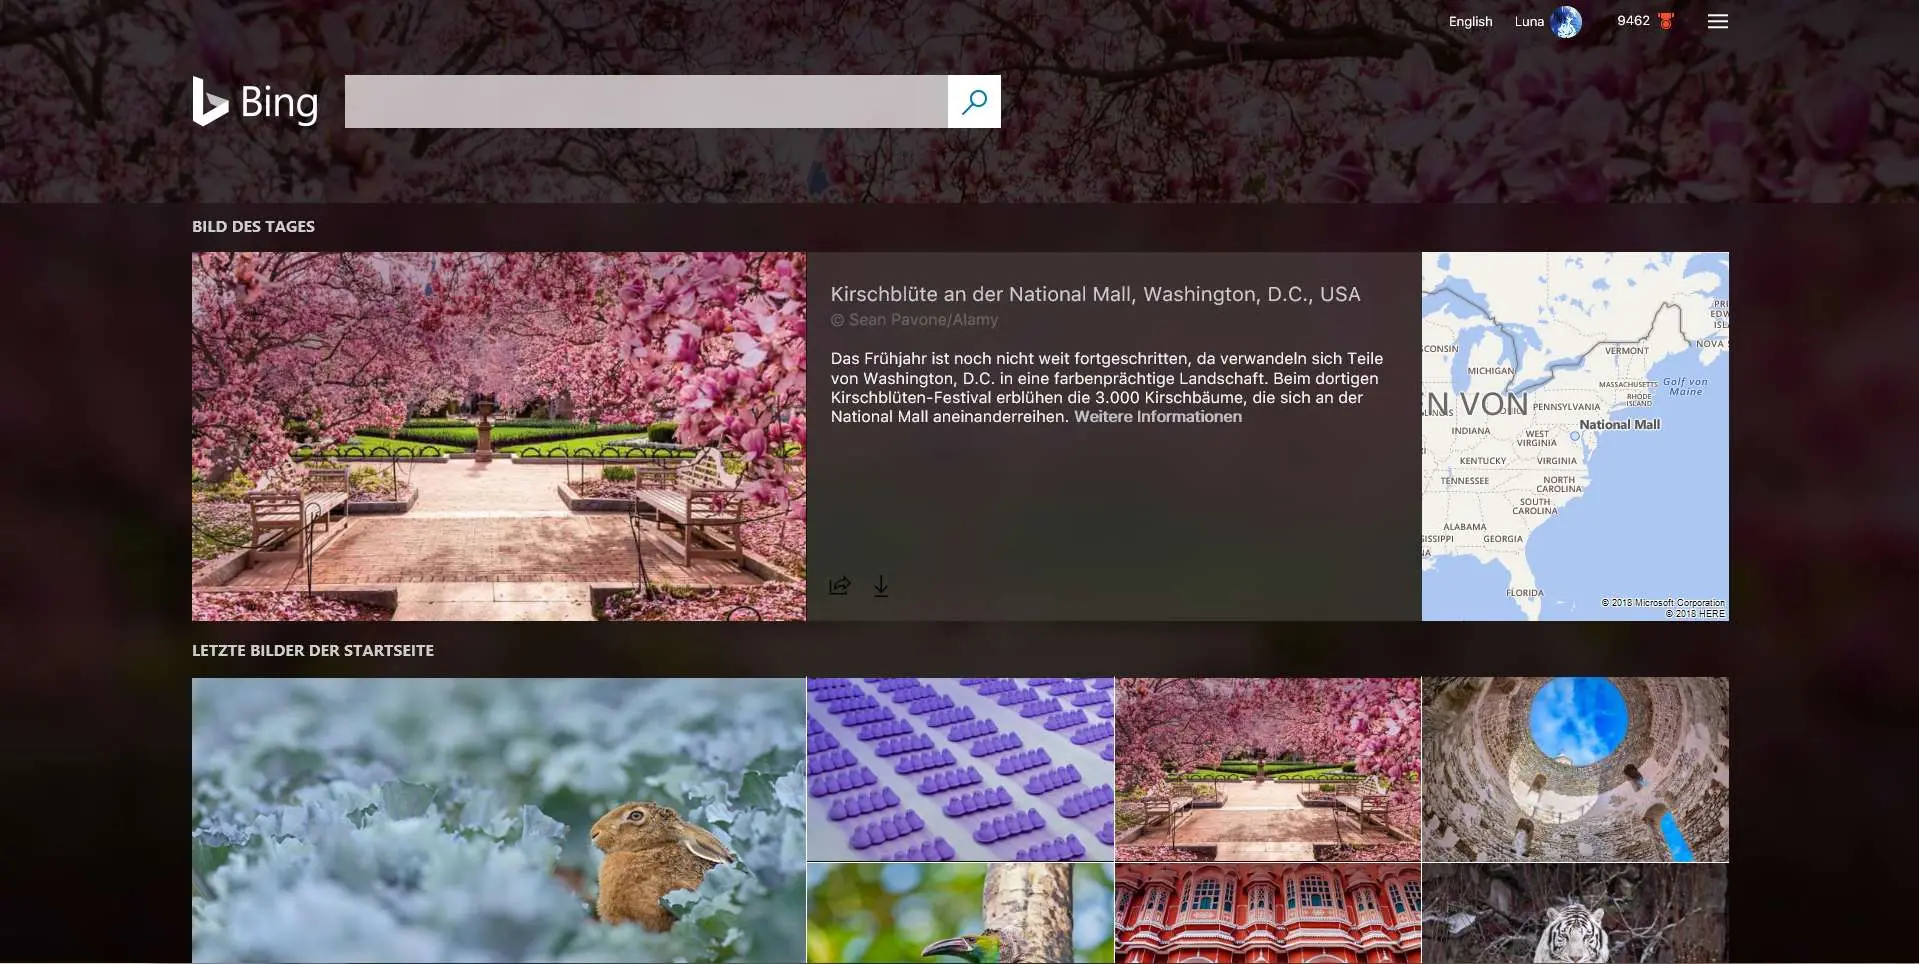 English Luna 9462
Bing
BILD DES TAGES
Kirschblüte an der National Mall, Washington, D.C., USA
© Sean Pavone/Alamy
Das Frühjahr ist noch nicht weit fortgeschritten, da verwandeln sich Teile
von Washington, D.C. in eine farbenprächtige Landschaft. Beim dortigen
Kirschblüten-Festival erblühen die 3.000 Kirschbäume, die sich an der
National Mall aneinanderreihen. Weitere Informationen
PRI
EDW
ISL
NOVA S
VERMONT
CONSIN
MICHIGAN
MASSACHUSETTS
Golf von
Maine
RHODE
ISLAND
N VON
PENNSYLVANIA
National Mall
INDIANA
WEST
VIRGINIA
KENTUCKY
VIRGINIA
TENNESSEE
NORTH
CAROLINA
SOUTH
CAROLINA
ALABAMA
SISSIPPI
GEORGIA
FLORIDA
© 2018 Microsoft Corporation
© 2018 HERE
LETZTE BILDER DER STARTSEITE